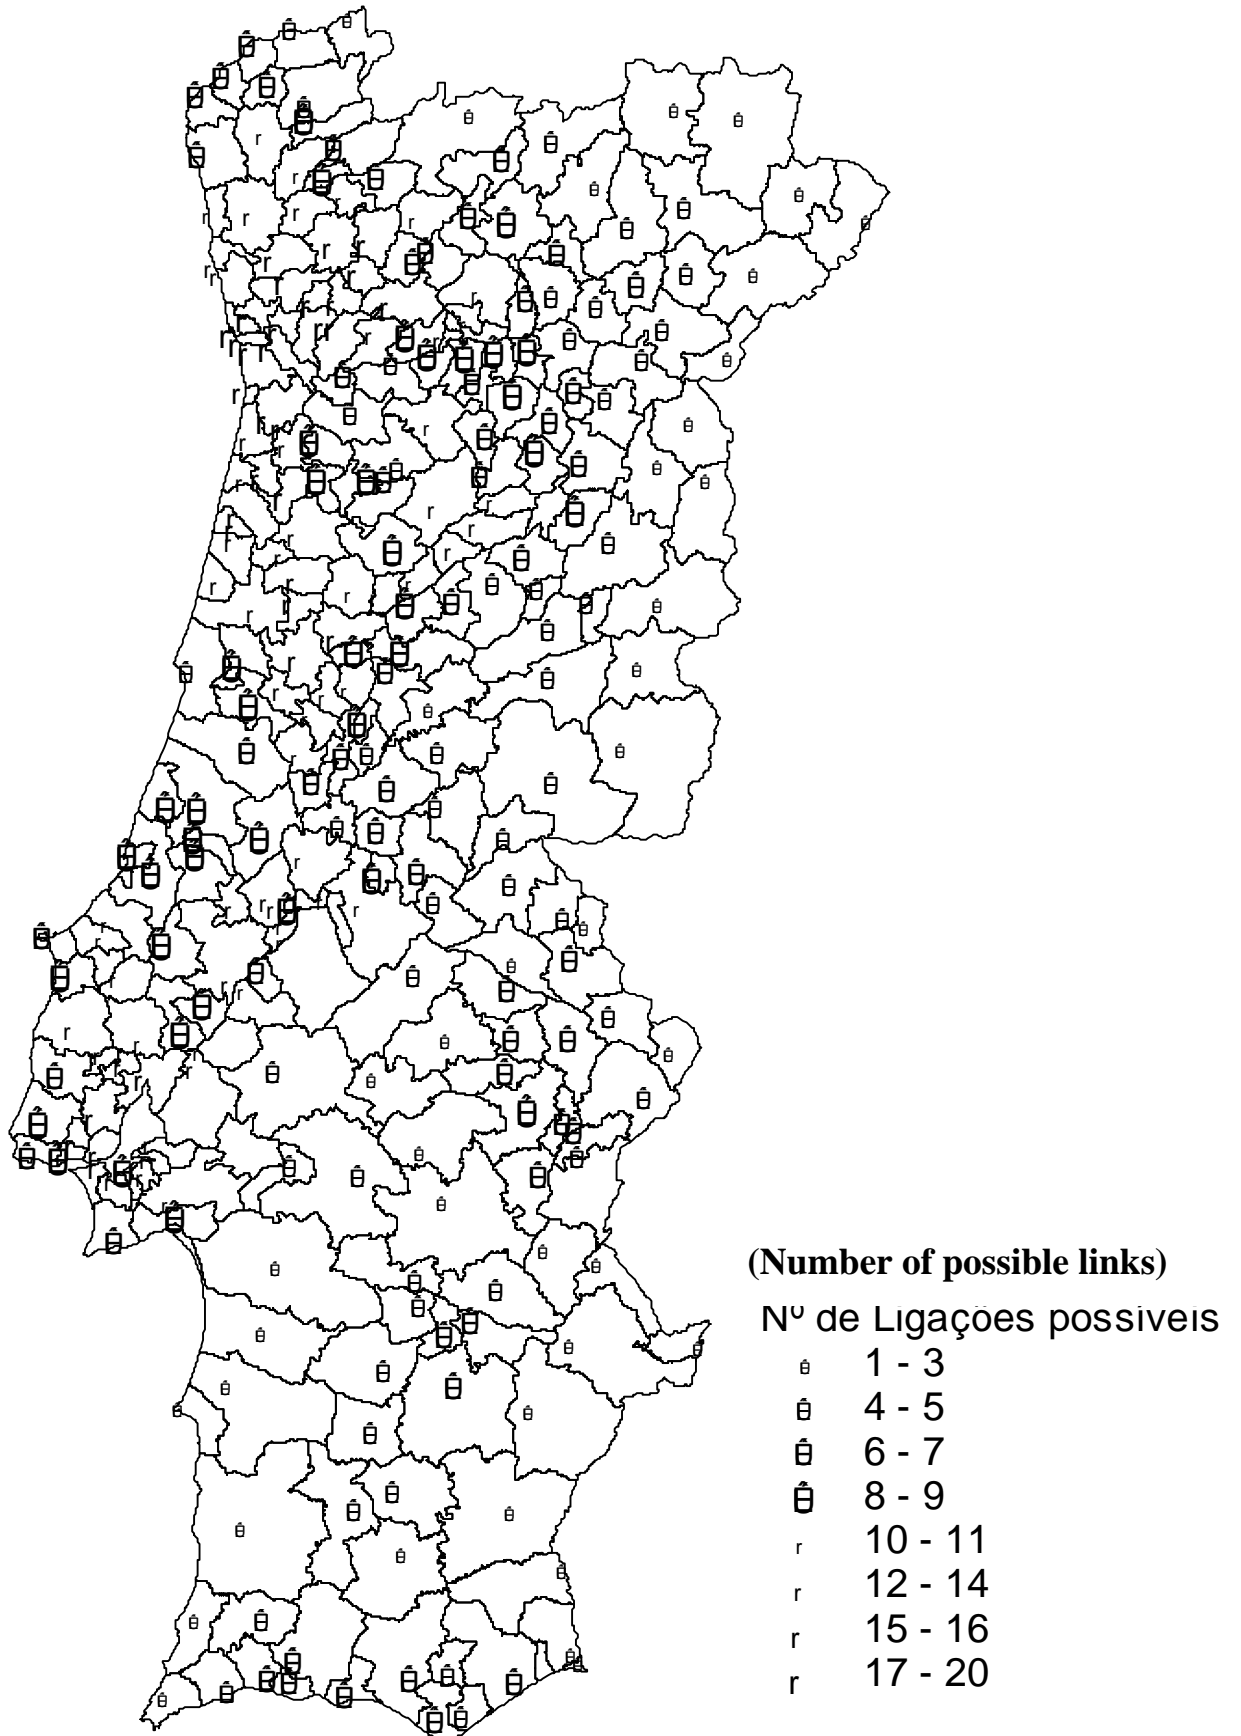 (Number of possible links)
Nº de Ligações possíveis
1 - 3
4 - 5
6 - 7
8 - 9
r 10 - 11
r 12 - 14
r 15 - 16
r 17 - 20